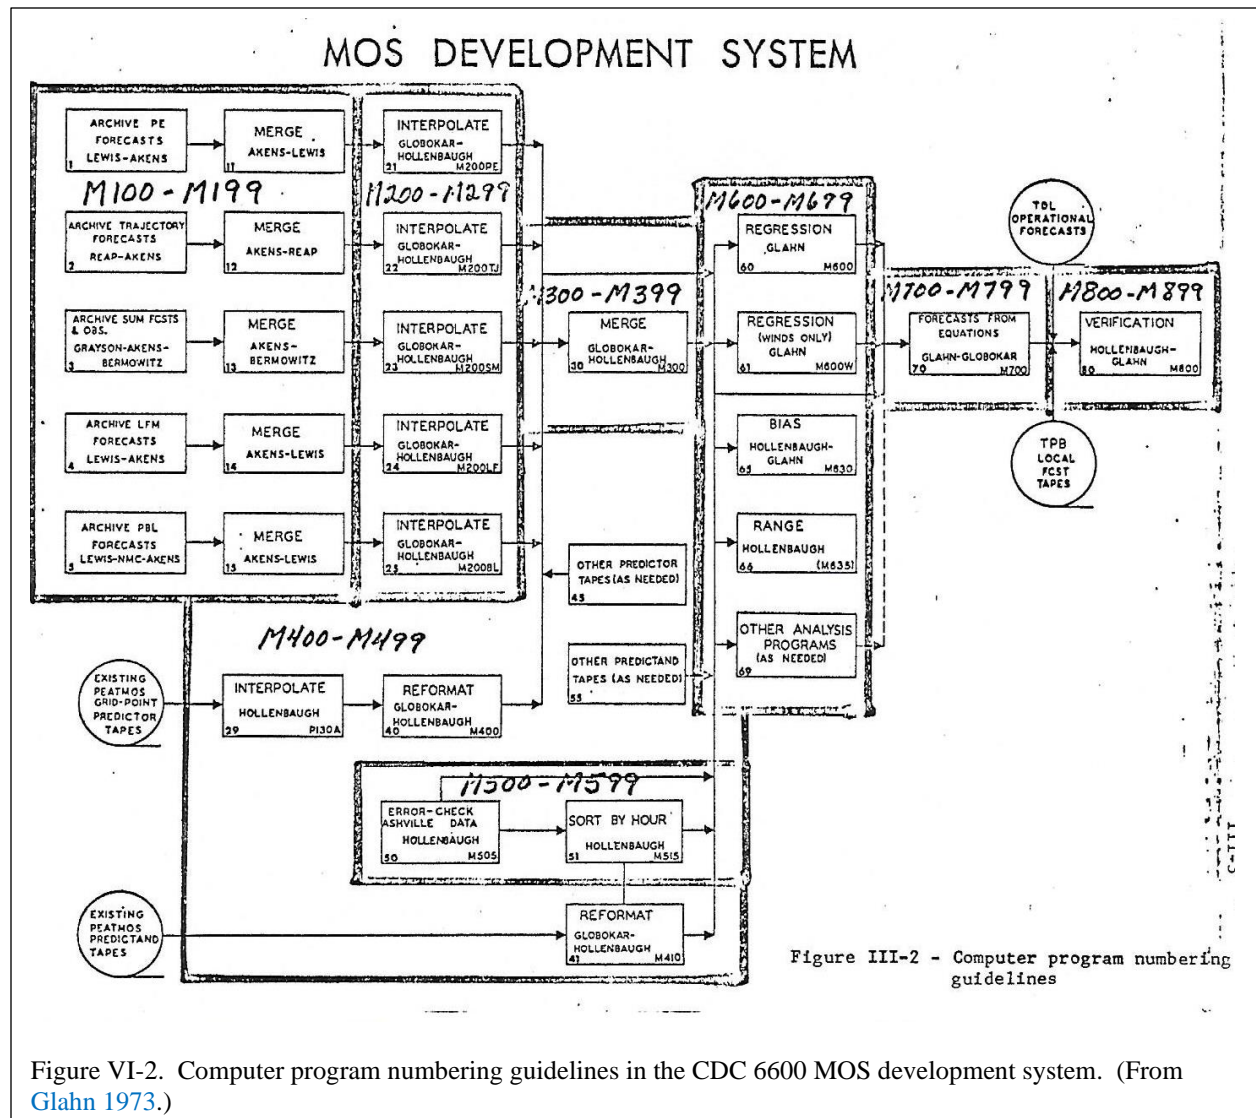 MOS DEVELOPMENT SYSTEM
ARCHIVE PE
FORECASTS
LEWIS-AKENS
1
MERGE
AKENS-LEWIS
11
INTERPOLATE
GLOBOKAR-
HOLLENBAUGH
21 M200PE
M100-M199
M200-M299
ARCHIVE TRAJECTORY
FORECASTS
REAP-AKENS
2
MERGE
AKENS-REAP
12
INTERPOLATE
GLOBOKAR-
HOLLENBAUGH
22 M200TJ
ARCHIVE SUM FCSTS
& OBS.
GRAYSON-AKENS-
BERMOWITZ
3
MERGE
AKENS-
BERMOWITZ
13
INTERPOLATE
GLOBOKAR-
HOLLENBAUGH
23 M200SM
ARCHIVE LFM
FORECASTS
LEWIS-AKENS
4
MERGE
AKENS-LEWIS
14
INTERPOLATE
GLOBOKAR-
HOLLENBAUGH
24 M200LF
ARCHIVE PBL
FORECASTS
LEWIS-NMC-AKENS
5
MERGE
AKENS-LEWIS
15
INTERPOLATE
GLOBOKAR-
HOLLENBAUGH
25 M200BL
M300-M399
MERGE
GLOBOKAR-
HOLLENBAUGH
30 M300
OTHER PREDICTOR
TAPES (AS NEEDED)
45
OTHER PREDICTAND
TAPES (AS NEEDED)
55
M600-M699
REGRESSION
GLAHN
60 M600
REGRESSION
(WINDS ONLY)
GLAHN
61 M600W
BIAS
HOLLENBAUGH-
GLAHN
65 M630
RANGE
HOLLENBAUGH
66 (M635)
OTHER ANALYSIS
PROGRAMS
(AS NEEDED)
69
TDL
OPERATIONAL
FORECASTS
M700-M799
FORECASTS FROM
EQUATIONS
GLAHN-GLOBOKAR
70 M700
M800-M899
VERIFICATION
HOLLENBAUGH-
GLAHN
80 M800
TPB
LOCAL
FCST
TAPES
M400-M499
EXISTING
PEATMOS
GRID-POINT
PREDICTOR
TAPES
INTERPOLATE
HOLLENBAUGH
29 P130A
REFORMAT
GLOBOKAR-
HOLLENBAUGH
40 M400
M500-M599
ERROR-CHECK
ASHVILLE DATA
HOLLENBAUGH
50 M505
SORT BY HOUR
HOLLENBAUGH
51 M515
EXISTING
PEATMOS
PREDICTAND
TAPES
REFORMAT
GLOBOKAR-
HOLLENBAUGH
41 M410
C-III
Figure III-2 - Computer program numbering
guidelines
Figure VI-2. Computer program numbering guidelines in the CDC 6600 MOS development system. (From
Glahn 1973.)